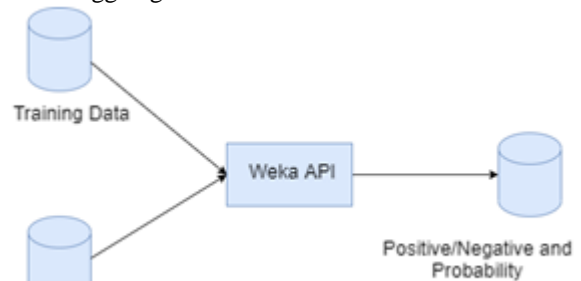 Training Data
Weka API
Positive/Negative and
Probability